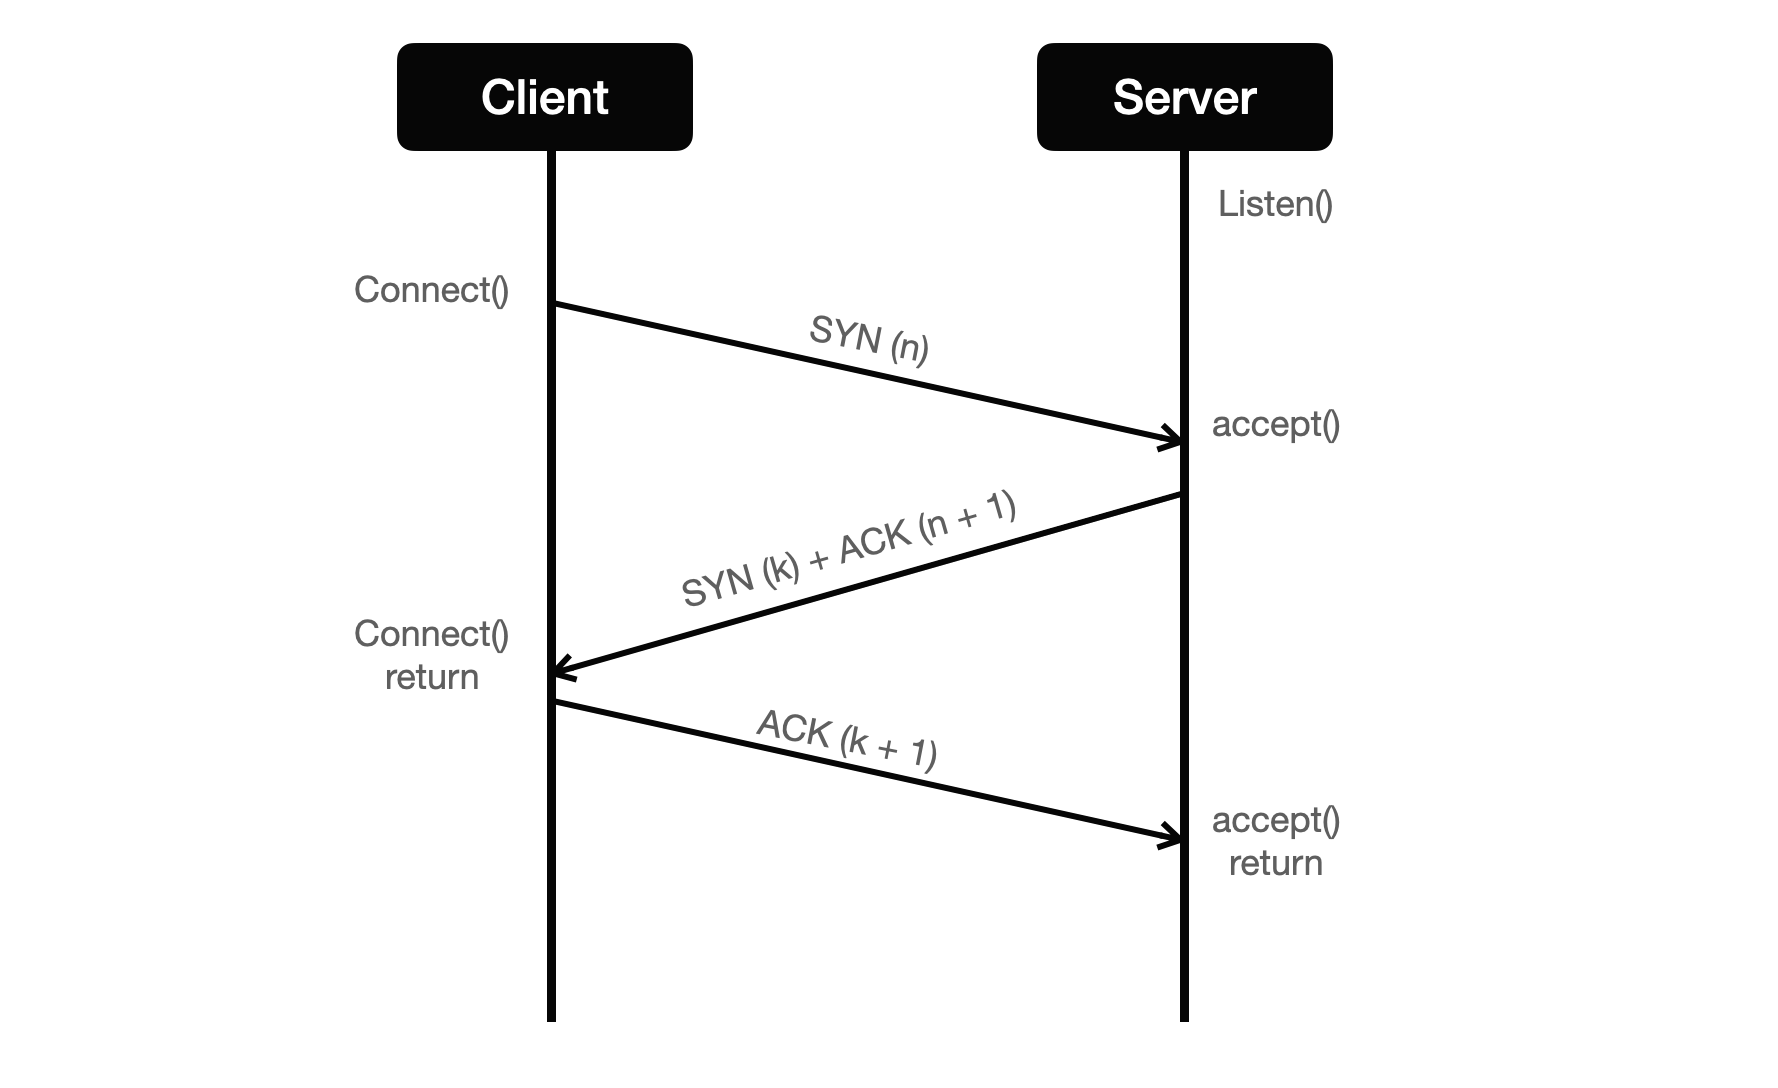 Client
Server
Listen()
Connect()
SYN (n)
accept()
SYN (k) + ACK (n + 1)
Connect()
return
ACK (k + 1)
accept()
return